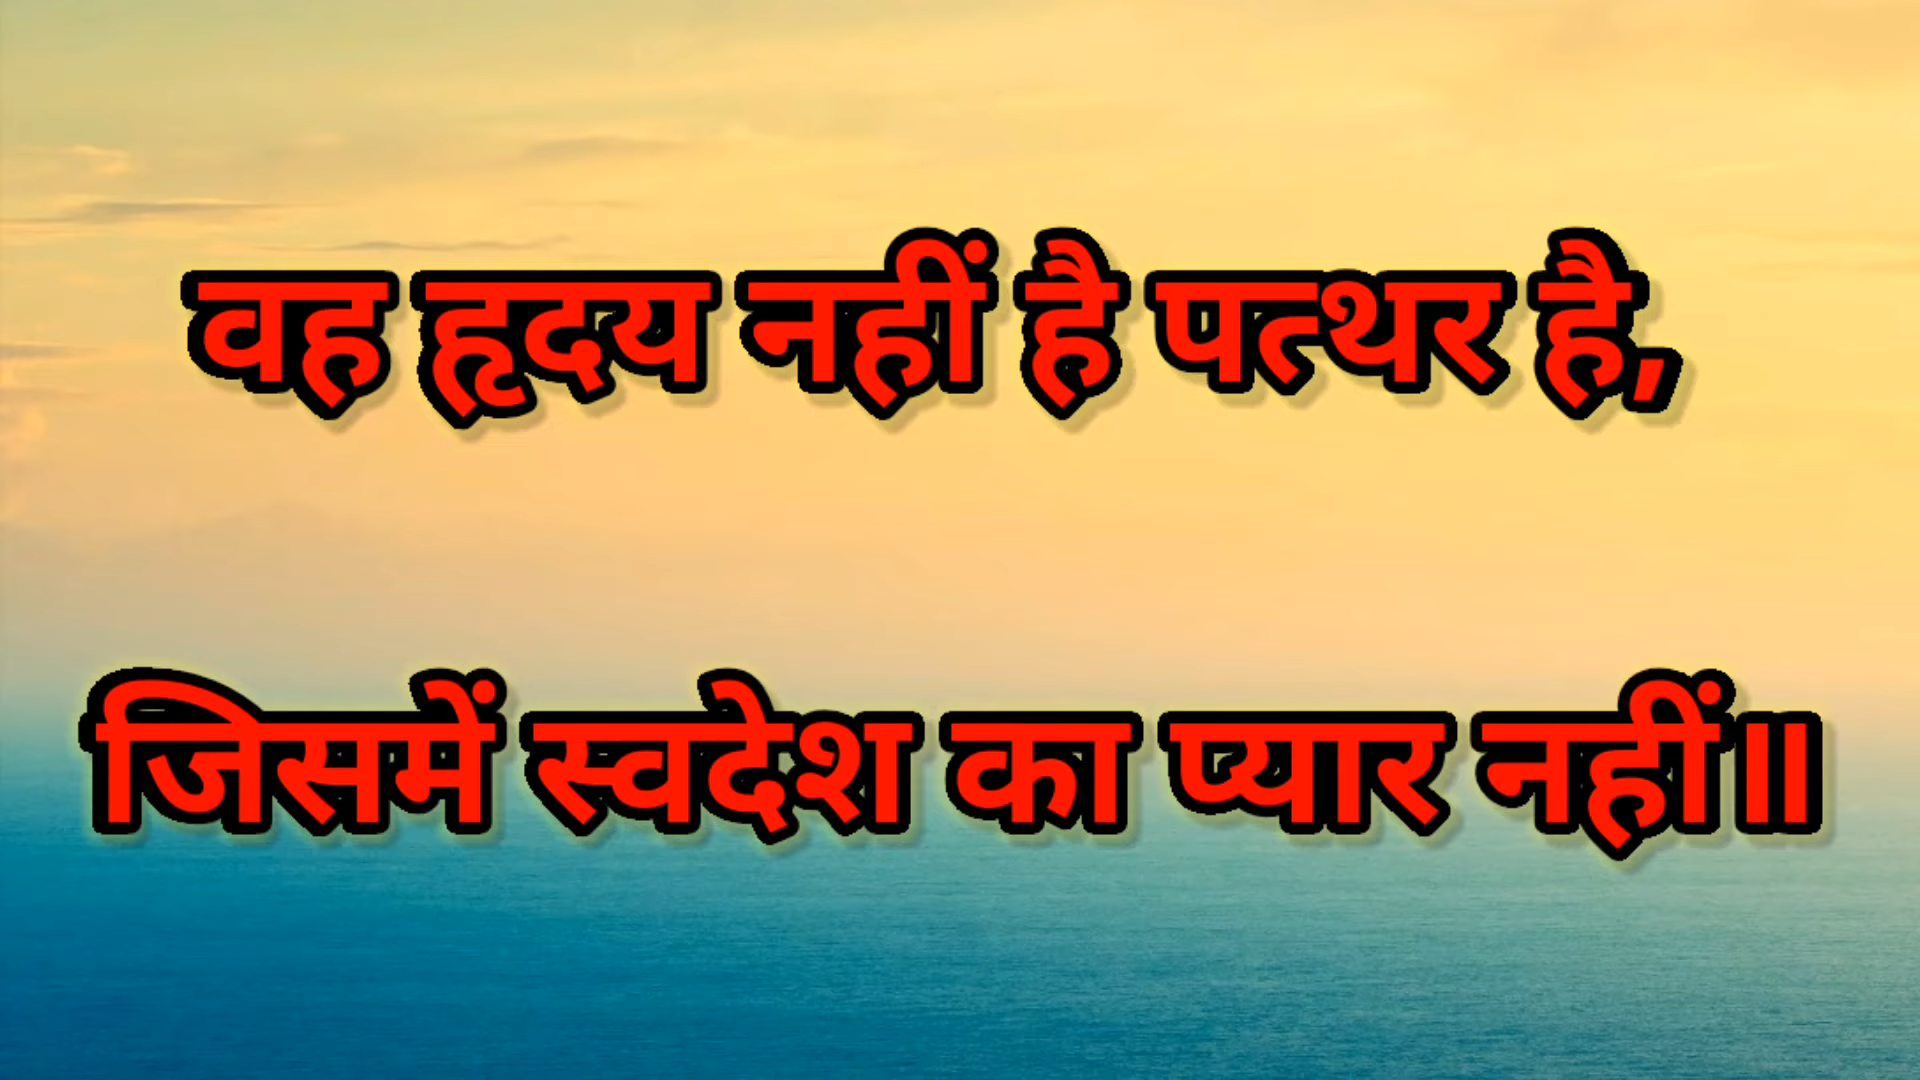 वह हृदय नहीं है पत्थर है,
जिसमें स्वदेश का प्यार नहीं॥